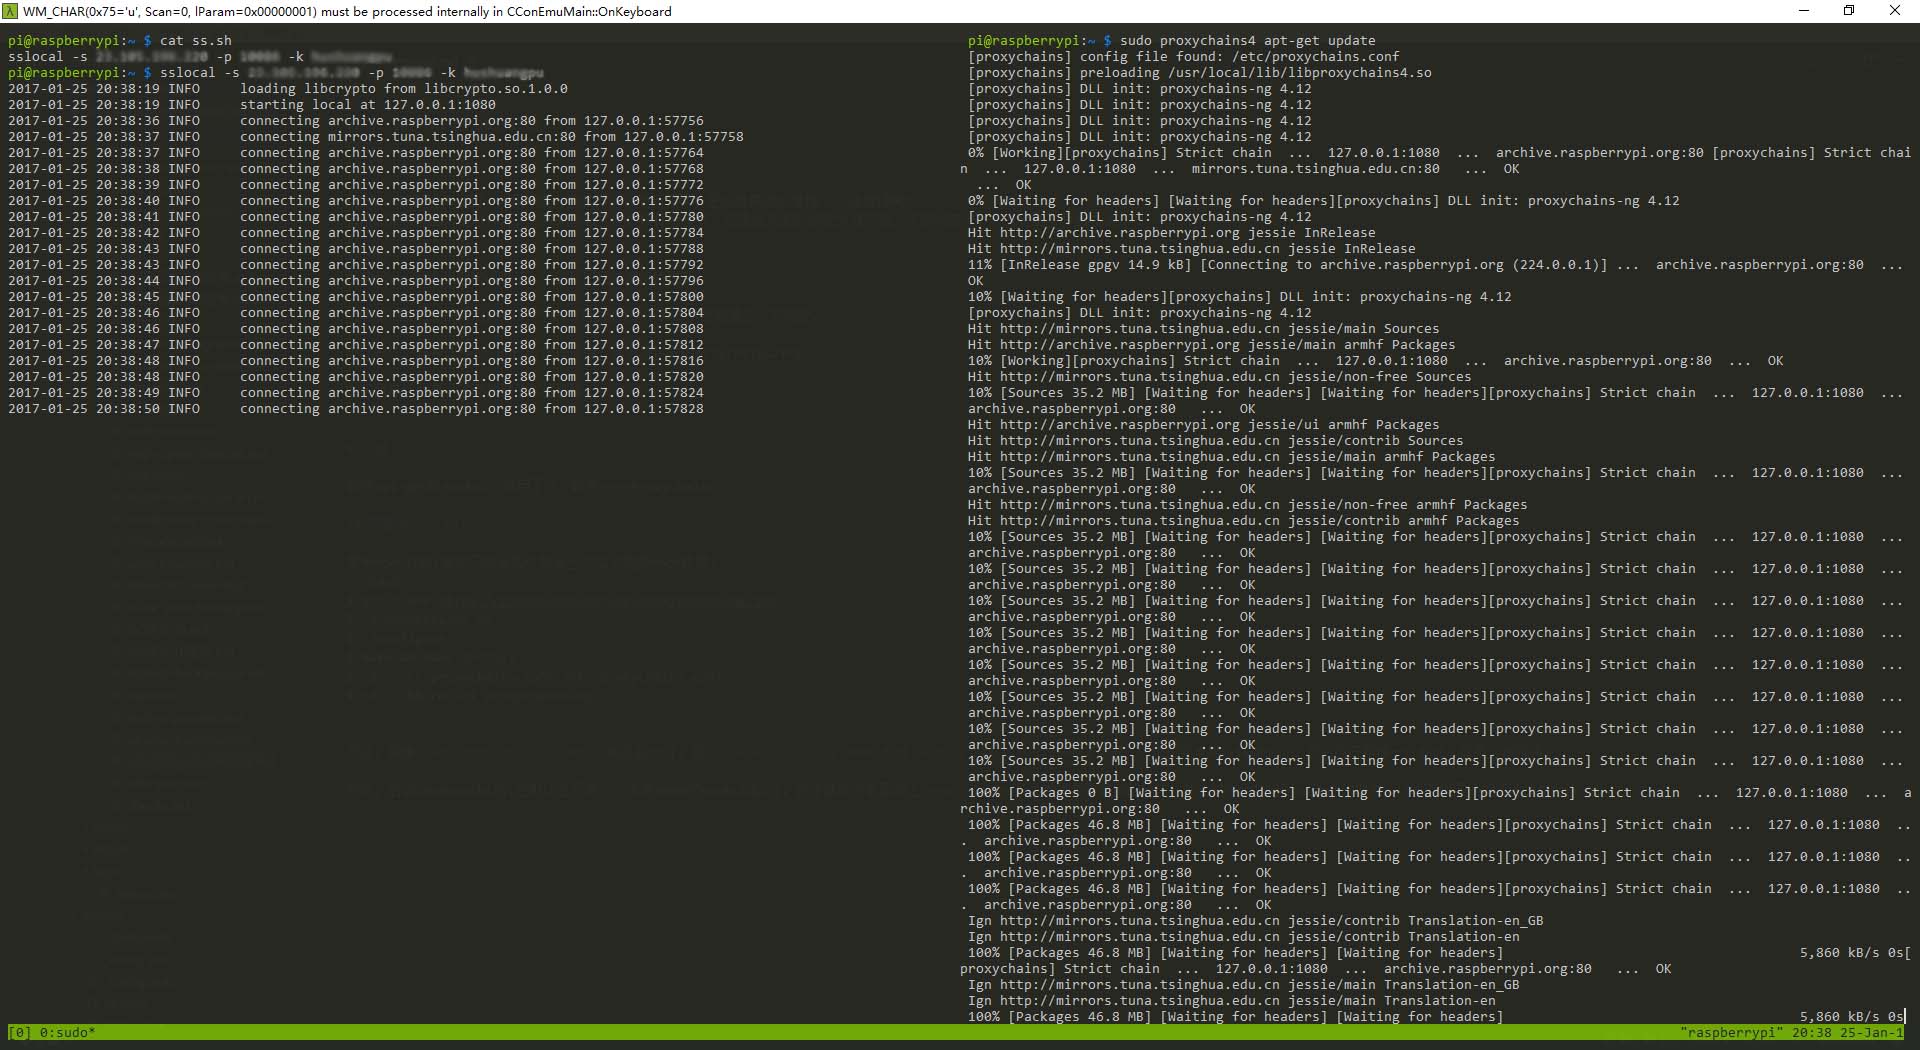 WM_CHAR(0x75='u', Scan=0, lParam=0x00000001) must be processed internally in CConEmuMain::OnKeyboard
pi@raspberrypi:~ $ cat ss.sh
sslocal -s -p -k
pi@raspberrypi:~ $ sslocal -s -p -k
2017-01-25 20:38:19 INFO     loading libcrypto from libcrypto.so.1.0.0
2017-01-25 20:38:19 INFO     starting local at 127.0.0.1:1080
2017-01-25 20:38:36 INFO     connecting archive.raspberrypi.org:80 from 127.0.0.1:57756
2017-01-25 20:38:37 INFO     connecting mirrors.tuna.tsinghua.edu.cn:80 from 127.0.0.1:57758
2017-01-25 20:38:37 INFO     connecting archive.raspberrypi.org:80 from 127.0.0.1:57764
2017-01-25 20:38:38 INFO     connecting archive.raspberrypi.org:80 from 127.0.0.1:57768
2017-01-25 20:38:39 INFO     connecting archive.raspberrypi.org:80 from 127.0.0.1:57772
2017-01-25 20:38:40 INFO     connecting archive.raspberrypi.org:80 from 127.0.0.1:57776
2017-01-25 20:38:41 INFO     connecting archive.raspberrypi.org:80 from 127.0.0.1:57780
2017-01-25 20:38:42 INFO     connecting archive.raspberrypi.org:80 from 127.0.0.1:57784
2017-01-25 20:38:43 INFO     connecting archive.raspberrypi.org:80 from 127.0.0.1:57788
2017-01-25 20:38:43 INFO     connecting archive.raspberrypi.org:80 from 127.0.0.1:57792
2017-01-25 20:38:44 INFO     connecting archive.raspberrypi.org:80 from 127.0.0.1:57796
2017-01-25 20:38:45 INFO     connecting archive.raspberrypi.org:80 from 127.0.0.1:57800
2017-01-25 20:38:46 INFO     connecting archive.raspberrypi.org:80 from 127.0.0.1:57804
2017-01-25 20:38:46 INFO     connecting archive.raspberrypi.org:80 from 127.0.0.1:57808
2017-01-25 20:38:47 INFO     connecting archive.raspberrypi.org:80 from 127.0.0.1:57812
2017-01-25 20:38:48 INFO     connecting archive.raspberrypi.org:80 from 127.0.0.1:57816
2017-01-25 20:38:48 INFO     connecting archive.raspberrypi.org:80 from 127.0.0.1:57820
2017-01-25 20:38:49 INFO     connecting archive.raspberrypi.org:80 from 127.0.0.1:57824
2017-01-25 20:38:50 INFO     connecting archive.raspberrypi.org:80 from 127.0.0.1:57828
pi@raspberrypi:~ $ sudo proxychains4 apt-get update
[proxychains] config file found: /etc/proxychains.conf
[proxychains] preloading /usr/local/lib/libproxychains4.so
[proxychains] DLL init: proxychains-ng 4.12
[proxychains] DLL init: proxychains-ng 4.12
[proxychains] DLL init: proxychains-ng 4.12
[proxychains] DLL init: proxychains-ng 4.12
0% [Working][proxychains] Strict chain  ...  127.0.0.1:1080  ...  archive.raspberrypi.org:80 [proxychains] Strict chai
n  ...  127.0.0.1:1080  ...  mirrors.tuna.tsinghua.edu.cn:80   ...  OK
...  OK
0% [Waiting for headers] [Waiting for headers][proxychains] DLL init: proxychains-ng 4.12
[proxychains] DLL init: proxychains-ng 4.12
Hit http://archive.raspberrypi.org jessie InRelease
Hit http://mirrors.tuna.tsinghua.edu.cn jessie InRelease
11% [InRelease gpgv 14.9 kB] [Connecting to archive.raspberrypi.org (224.0.0.1)] ...  archive.raspberrypi.org:80  ...
OK
10% [Waiting for headers][proxychains] DLL init: proxychains-ng 4.12
[proxychains] DLL init: proxychains-ng 4.12
Hit http://mirrors.tuna.tsinghua.edu.cn jessie/main Sources
Hit http://archive.raspberrypi.org jessie/main armhf Packages
10% [Working][proxychains] Strict chain  ...  127.0.0.1:1080  ...  archive.raspberrypi.org:80  ...  OK
Hit http://mirrors.tuna.tsinghua.edu.cn jessie/non-free Sources
10% [Sources 35.2 MB] [Waiting for headers] [Waiting for headers][proxychains] Strict chain  ...  127.0.0.1:1080  ...
archive.raspberrypi.org:80   ...  OK
Hit http://archive.raspberrypi.org jessie/ui armhf Packages
Hit http://mirrors.tuna.tsinghua.edu.cn jessie/contrib Sources
Hit http://mirrors.tuna.tsinghua.edu.cn jessie/main armhf Packages
10% [Sources 35.2 MB] [Waiting for headers] [Waiting for headers][proxychains] Strict chain  ...  127.0.0.1:1080  ...
archive.raspberrypi.org:80   ...  OK
Hit http://mirrors.tuna.tsinghua.edu.cn jessie/non-free armhf Packages
Hit http://mirrors.tuna.tsinghua.edu.cn jessie/contrib armhf Packages
10% [Sources 35.2 MB] [Waiting for headers] [Waiting for headers][proxychains] Strict chain  ...  127.0.0.1:1080  ...
archive.raspberrypi.org:80   ...  OK
10% [Sources 35.2 MB] [Waiting for headers] [Waiting for headers][proxychains] Strict chain  ...  127.0.0.1:1080  ...
archive.raspberrypi.org:80   ...  OK
10% [Sources 35.2 MB] [Waiting for headers] [Waiting for headers][proxychains] Strict chain  ...  127.0.0.1:1080  ...
archive.raspberrypi.org:80   ...  OK
10% [Sources 35.2 MB] [Waiting for headers] [Waiting for headers][proxychains] Strict chain  ...  127.0.0.1:1080  ...
archive.raspberrypi.org:80   ...  OK
10% [Sources 35.2 MB] [Waiting for headers] [Waiting for headers][proxychains] Strict chain  ...  127.0.0.1:1080  ...
archive.raspberrypi.org:80   ...  OK
10% [Sources 35.2 MB] [Waiting for headers] [Waiting for headers][proxychains] Strict chain  ...  127.0.0.1:1080  ...
archive.raspberrypi.org:80   ...  OK
10% [Sources 35.2 MB] [Waiting for headers] [Waiting for headers][proxychains] Strict chain  ...  127.0.0.1:1080  ...
archive.raspberrypi.org:80   ...  OK
10% [Sources 35.2 MB] [Waiting for headers] [Waiting for headers][proxychains] Strict chain  ...  127.0.0.1:1080  ...
archive.raspberrypi.org:80   ...  OK
100% [Packages 0 B] [Waiting for headers] [Waiting for headers][proxychains] Strict chain  ...  127.0.0.1:1080  ...  a
rchive.raspberrypi.org:80   ...  OK
100% [Packages 46.8 MB] [Waiting for headers] [Waiting for headers][proxychains] Strict chain  ...  127.0.0.1:1080  ..
.  archive.raspberrypi.org:80   ...  OK
100% [Packages 46.8 MB] [Waiting for headers] [Waiting for headers][proxychains] Strict chain  ...  127.0.0.1:1080  ..
.  archive.raspberrypi.org:80   ...  OK
100% [Packages 46.8 MB] [Waiting for headers] [Waiting for headers][proxychains] Strict chain  ...  127.0.0.1:1080  ..
.  archive.raspberrypi.org:80   ...  OK
Ign http://mirrors.tuna.tsinghua.edu.cn jessie/contrib Translation-en_GB
Ign http://mirrors.tuna.tsinghua.edu.cn jessie/contrib Translation-en
100% [Packages 46.8 MB] [Waiting for headers] [Waiting for headers]                5,860 kB/s 0s[
proxychains] Strict chain  ...  127.0.0.1:1080  ...  archive.raspberrypi.org:80   ...  OK
Ign http://mirrors.tuna.tsinghua.edu.cn jessie/main Translation-en_GB
Ign http://mirrors.tuna.tsinghua.edu.cn jessie/main Translation-en
100% [Packages 46.8 MB] [Waiting for headers] [Waiting for headers]                5,860 kB/s 0s
[0] 0:sudo*                "raspberrypi" 20:38 25-Jan-1